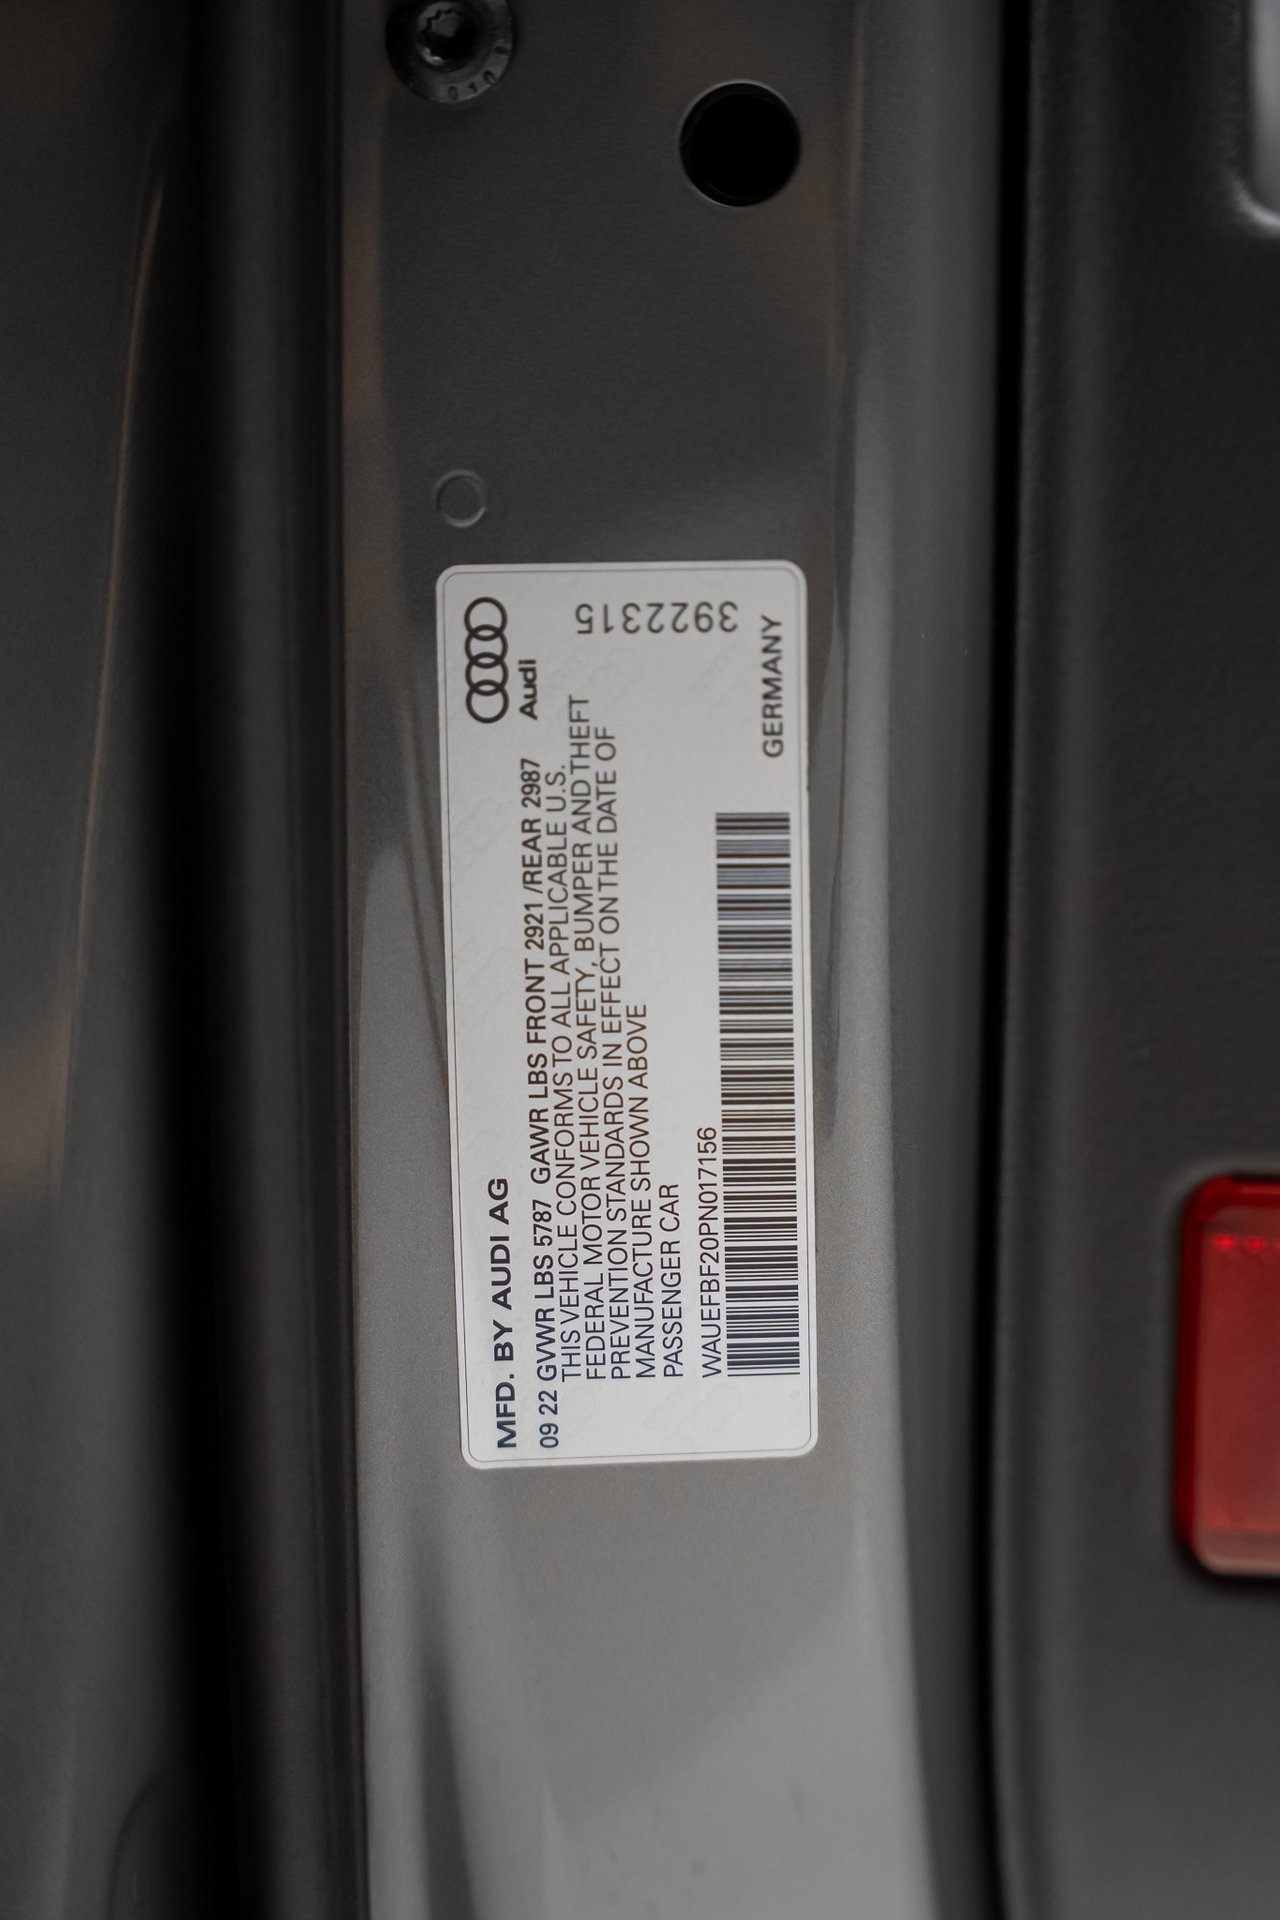 Audi
MFD. BY AUDI AG
09 22 GVWR LBS 5787 GAWR LBS FRONT 2921 /REAR 2987
THIS VEHICLE CONFORMS TO ALL APPLICABLE U.S.
FEDERAL MOTOR VEHICLE SAFETY, BUMPER AND THEFT
PREVENTION STANDARDS IN EFFECT ON THE DATE OF
MANUFACTURE SHOWN ABOVE
PASSENGER CAR
WAUEFBF20PN017156
3922315
GERMANY